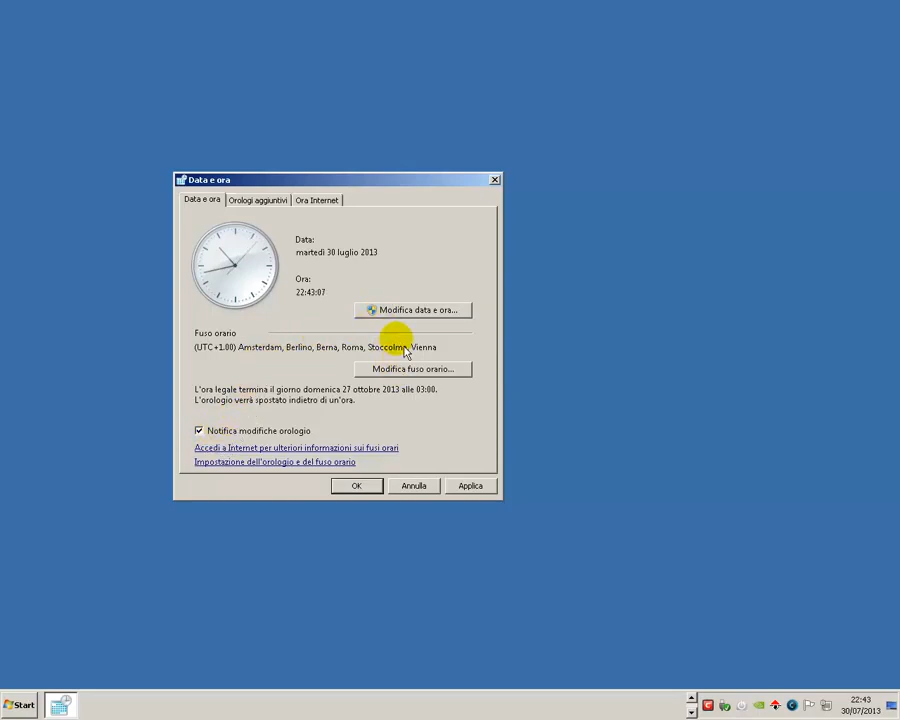 Data e ora
Data e ora
Orologi aggiuntivi
Ora Internet
Data:
martedì 30 luglio 2013
Ora:
22:43:07
Modifica data e ora...
Fuso orario
(UTC+1.00) Amsterdam, Berlino, Berna, Roma, Stoccolma, Vienna
Modifica fuso orario...
L'ora legale termina il giorno domenica 27 ottobre 2013 alle 03:00.
L'orologio verrà spostato indietro di un'ora.
Notifica modifiche orologio
Accedi a Internet per ulteriori informazioni sui fusi orari
Impostazione dell'orologio e del fuso orario
OK
Annulla
Applica
Start
22:43
30/07/2013